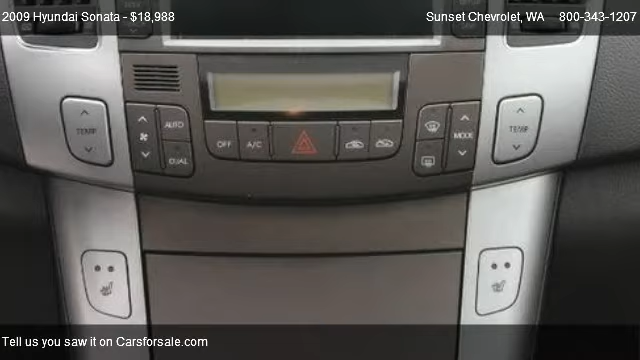 2009 Hyundai Sonata - $18,988
Sunset Chevrolet, WA 800-343-1207
TEMP
AUTO
DUAL
OFF
A/C
MODE
TEMP
Tell us you saw it on Carsforsale.com